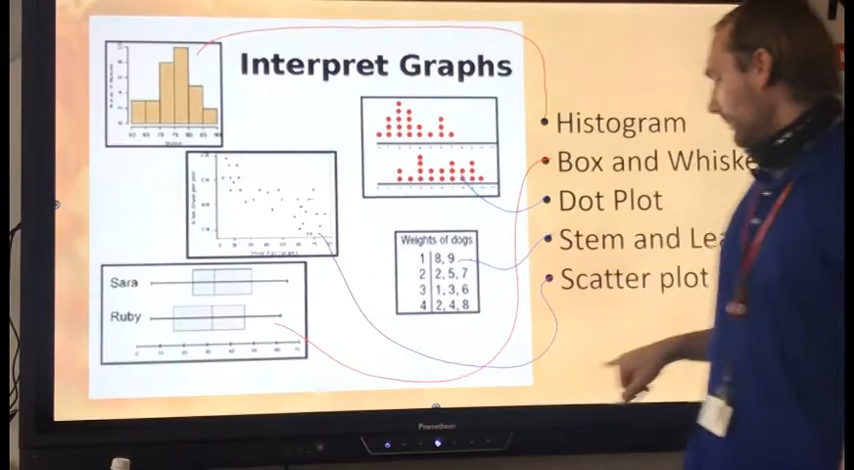 Interpret Graphs
Histogram
Box and Whiske
Dot Plot
Stem and Lea
Scatter plot
Weights of dogs
1 8, 9
2 2, 5, 7
3 1, 3, 6
4 2, 4, 8
Sara
Ruby
Promethean